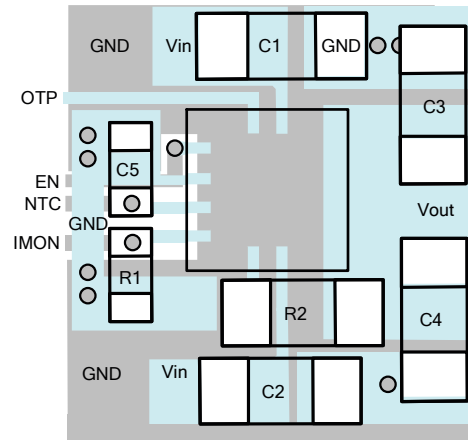 GND Vin C1 GND
OTP
C3
C5
EN
NTC
GND
Vout
IMON
R1
R2
C4
GND Vin C2